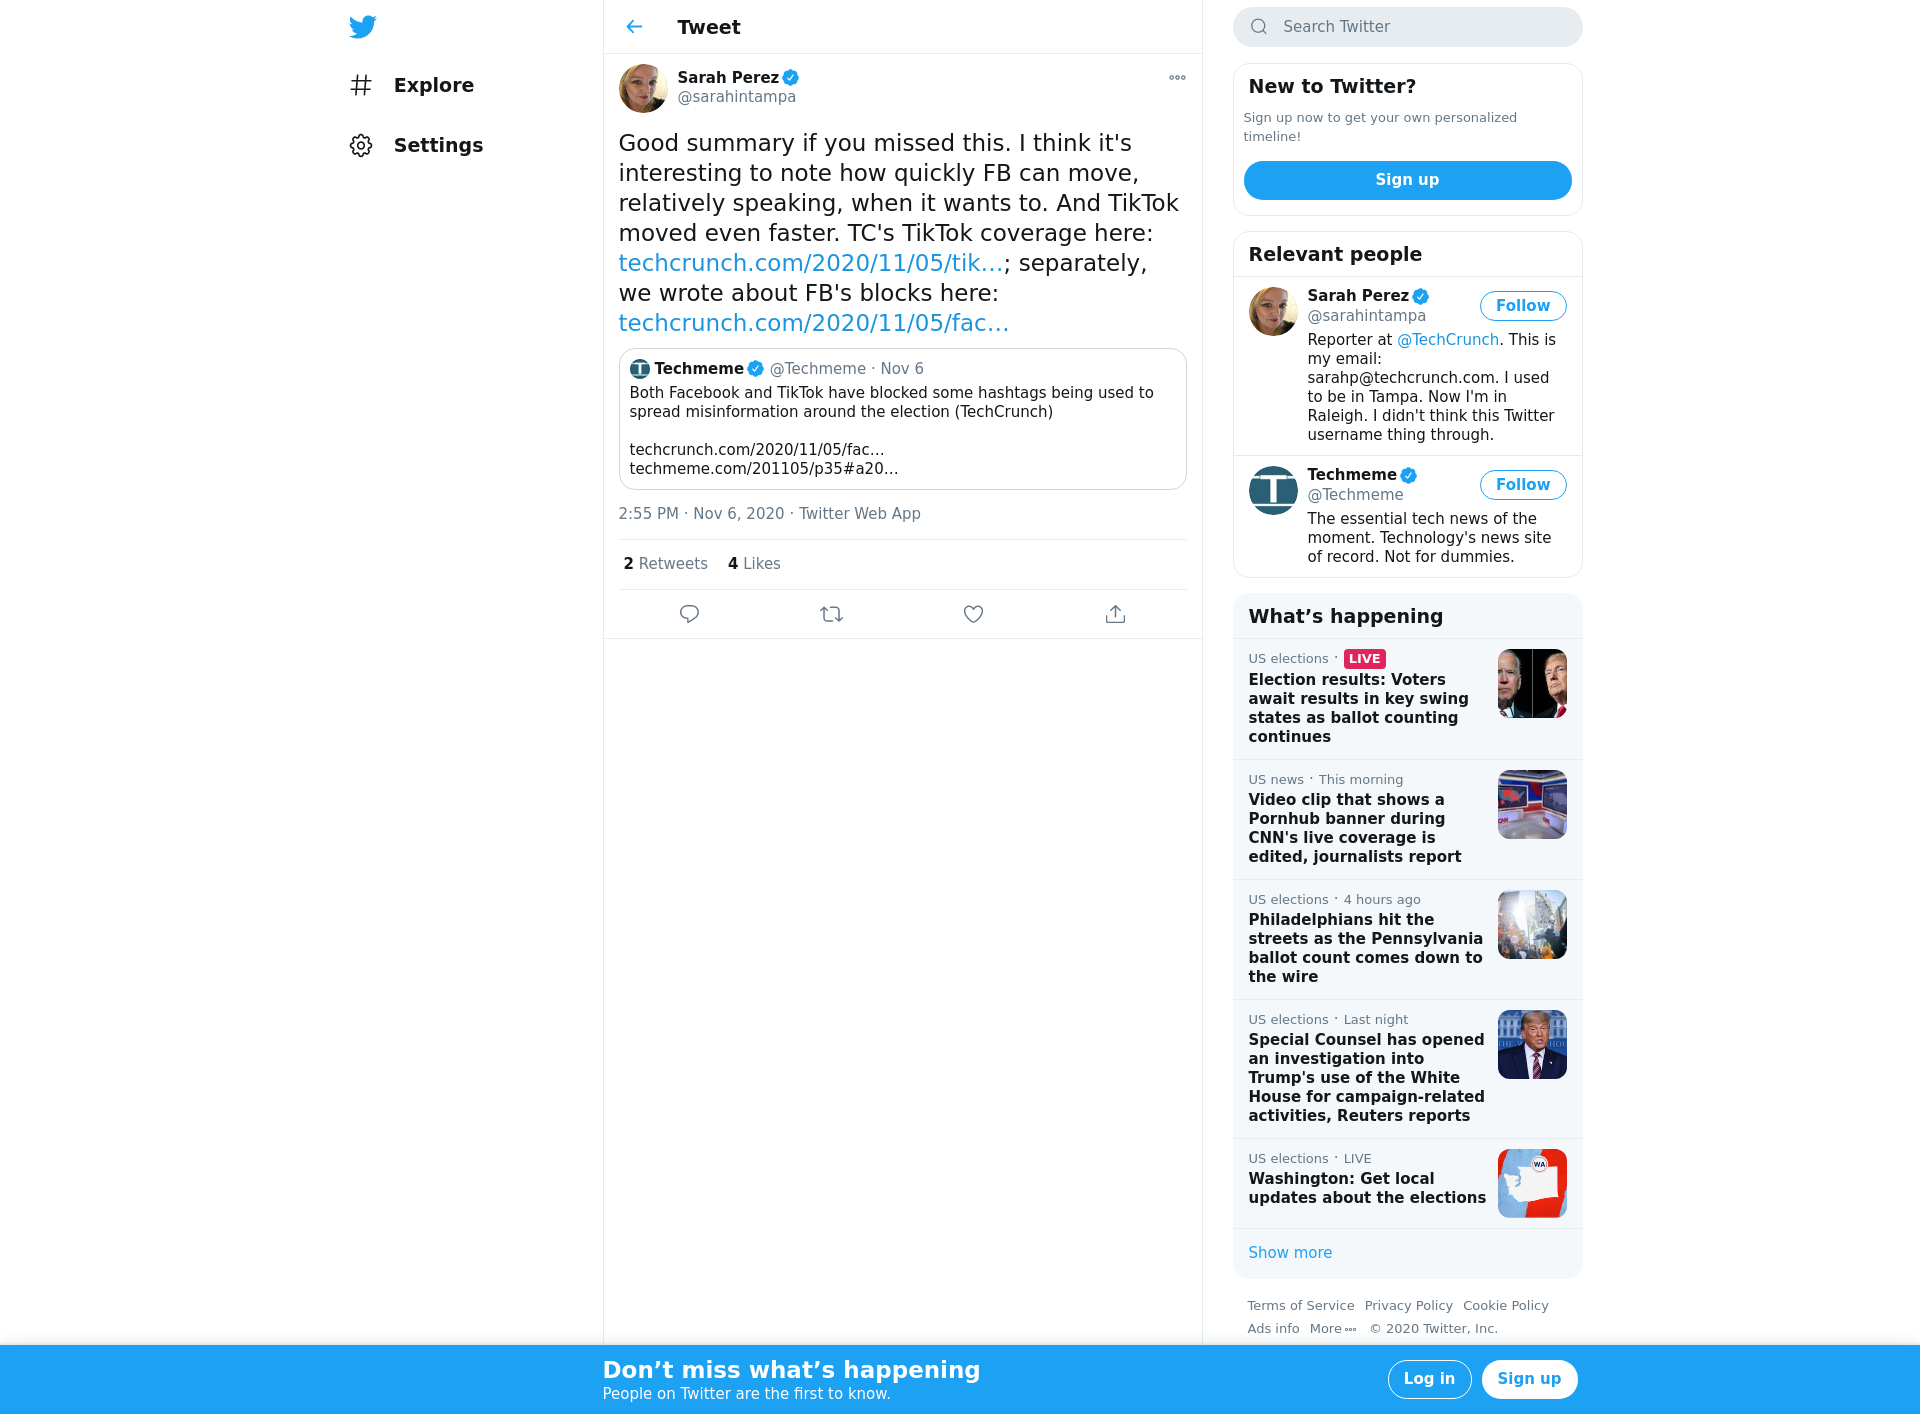 Explore
Settings
Tweet
Sarah Perez
@sarahintampa
Good summary if you missed this. I think it's
interesting to note how quickly FB can move,
relatively speaking, when it wants to. And TikTok
moved even faster. TC's TikTok coverage here:
techcrunch.com/2020/11/05/tik…; separately,
we wrote about FB's blocks here:
techcrunch.com/2020/11/05/fac…
Techmeme @Techmeme · Nov 6
Both Facebook and TikTok have blocked some hashtags being used to
spread misinformation around the election (TechCrunch)
techcrunch.com/2020/11/05/fac…
techmeme.com/201105/p35#a20…
2:55 PM · Nov 6, 2020 · Twitter Web App
2 Retweets 4 Likes
Search Twitter
New to Twitter?
Sign up now to get your own personalized
timeline!
Sign up
Relevant people
Sarah Perez
@sarahintampa
Follow
Reporter at @TechCrunch. This is
my email:
sarahp@techcrunch.com. I used
to be in Tampa. Now I'm in
Raleigh. I didn't think this Twitter
username thing through.
Techmeme
@Techmeme
Follow
The essential tech news of the
moment. Technology's news site
of record. Not for dummies.
What’s happening
US elections · LIVE
Election results: Voters
await results in key swing
states as ballot counting
continues
US news · This morning
Video clip that shows a
Pornhub banner during
CNN's live coverage is
edited, journalists report
US elections · 4 hours ago
Philadelphians hit the
streets as the Pennsylvania
ballot count comes down to
the wire
US elections · Last night
Special Counsel has opened
an investigation into
Trump's use of the White
House for campaign-related
activities, Reuters reports
US elections · LIVE
Washington: Get local
updates about the elections
WA
Show more
Terms of Service Privacy Policy Cookie Policy
Ads info More © 2020 Twitter, Inc.
Don’t miss what’s happening
People on Twitter are the first to know.
Log in
Sign up